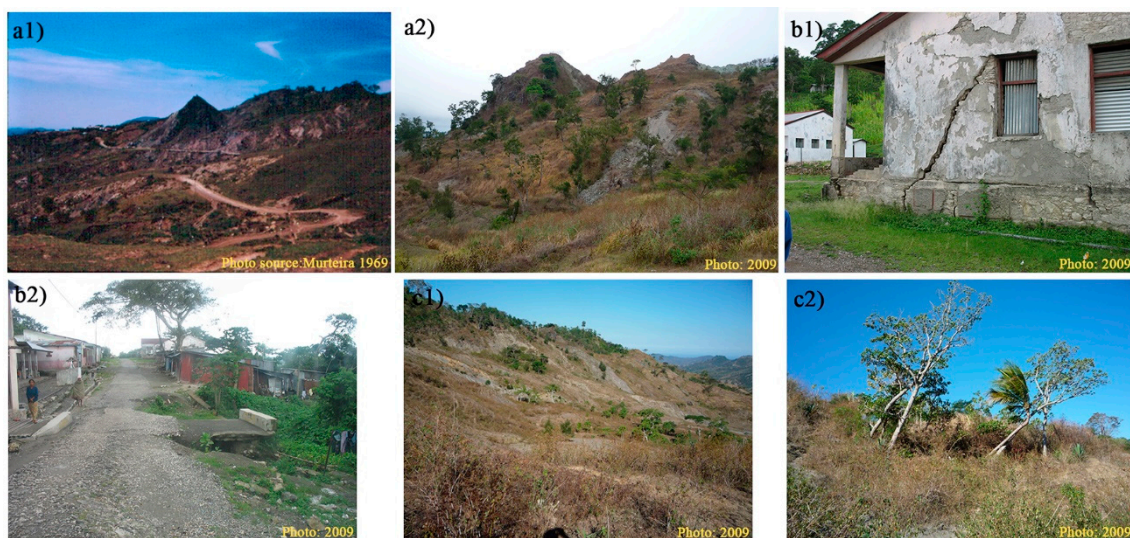 a1)
Photo source:Murteira 1969
a2)
Photo: 2009
b1)
Photo: 2009
b2)
Photo: 2009
c1)
Photo: 2009
c2)
Photo: 2009